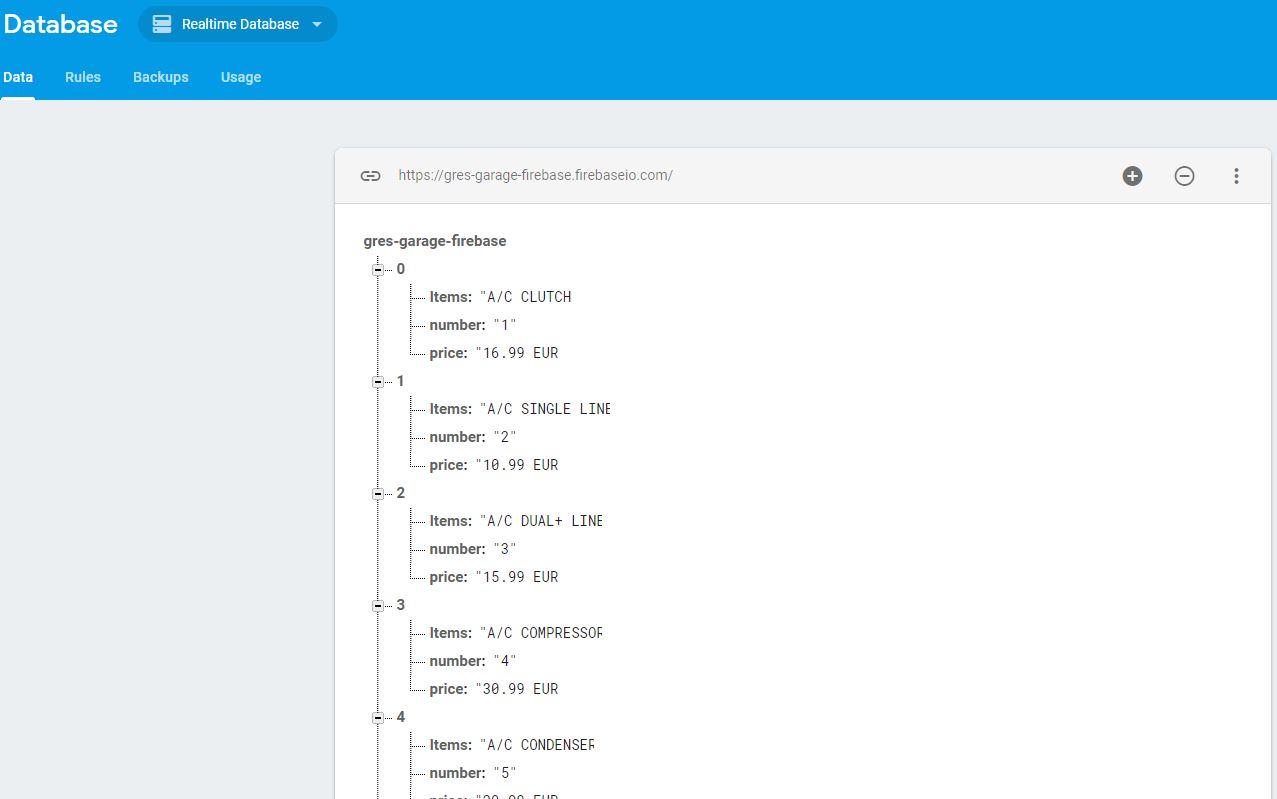 Database Realtime Database
Data Rules Backups Usage
https://gres-garage-firebase.firebaseio.com/
gres-garage-firebase
0
Items: "A/C CLUTCH
number: "1"
price: "16.99 EUR
1
Items: "A/C SINGLE LINE
number: "2"
price: "10.99 EUR
2
Items: "A/C DUAL+ LINE
number: "3"
price: "15.99 EUR
3
Items: "A/C COMPRESSOR
number: "4"
price: "30.99 EUR
4
Items: "A/C CONDENSER
number: "5"